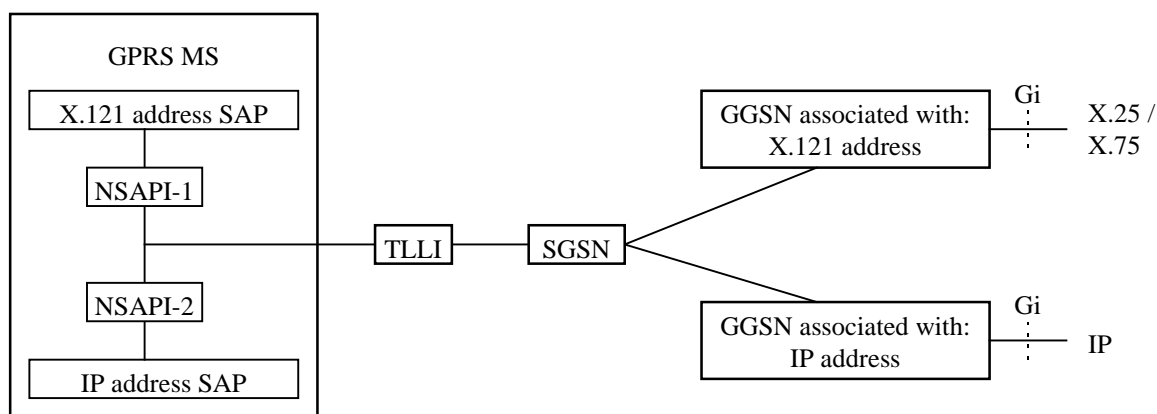 GPRS MS
X.121 address SAP
NSAPI-1
NSAPI-2
IP address SAP
TLLI
SGSN
GGSN associated with:
X.121 address
Gi
X.25 /
X.75
GGSN associated with:
IP address
Gi
IP